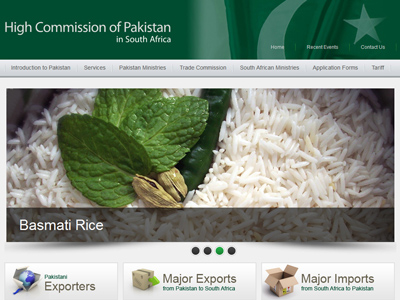 High Commission of Pakistan
in South Africa
Home Recent Events Contact Us
Introduction to Pakistan Services Pakistan Ministries Trade Commission South African Ministries Application Forms Tariff
Basmati Rice
Pakistani
Exporters
Major Exports
from Pakistan to South Africa
Major Imports
from South Africa to Pakistan